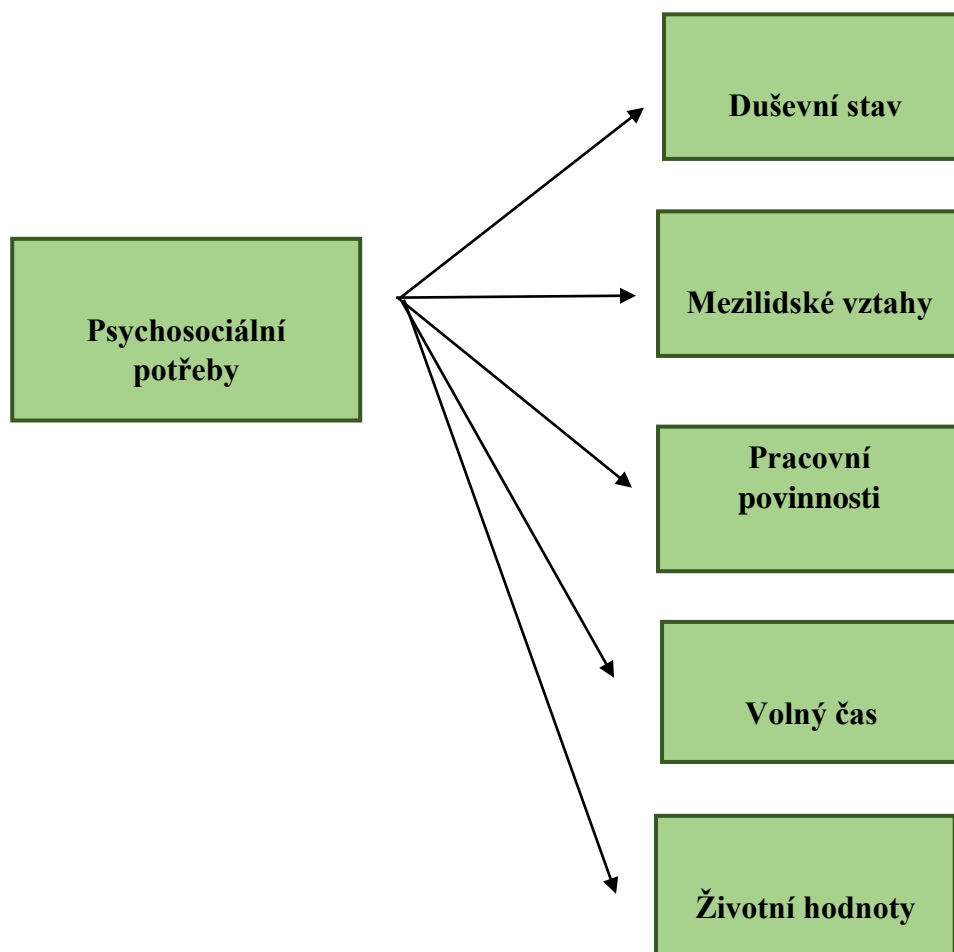 Psychosociální
potřeby
Duševní stav
Mezilidské vztahy
Pracovní
povinnosti
Volný čas
Životní hodnoty